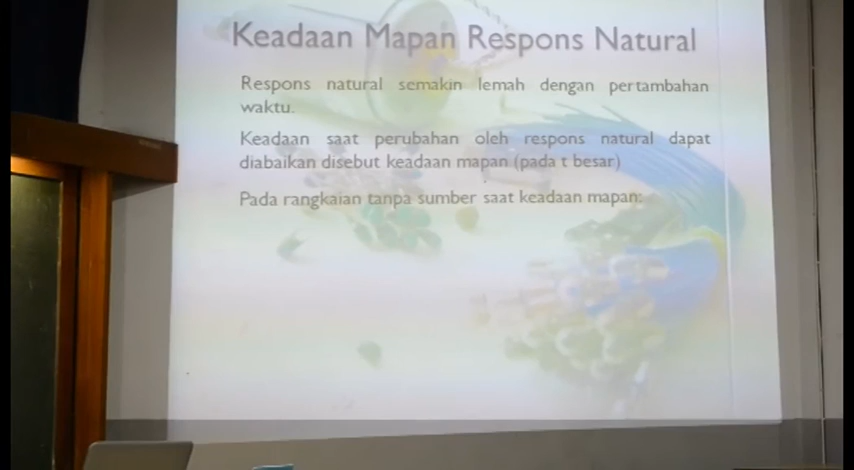 Keadaan Mapan Respons Natural
Respons natural semakin lemah dengan pertambahan
waktu.
Keadaan saat perubahan oleh respons natural dapat
diabaikan disebut keadaan mapan (pada t besar)
Pada rangkaian tanpa sumber saat keadaan mapan: